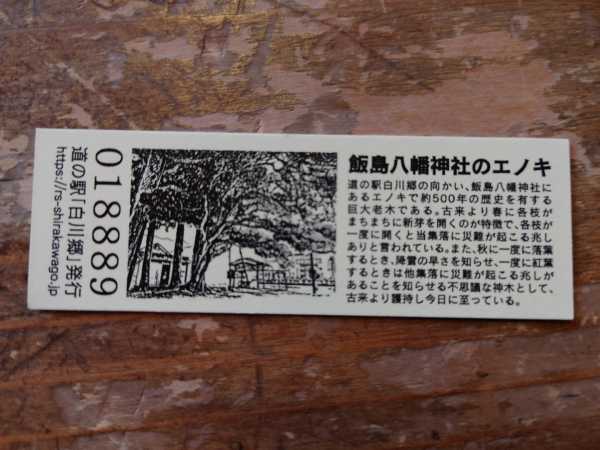 飯島八幡神社のエノキ
道の駅白川郷の向かい、飯島八幡神社に
あるエノキで約500年の歴史を有する
巨大老木である。古来より春に各枝が
まちまちに新芽を開くのが特徴で、各枝が
一度に開くと当集落に災難が起こる兆し
ありと言われている。また、秋に一度に落葉
するとき、降雪の早さを知らせ、一度に紅葉
するときは他集落に災難が起こる兆しが
あることを知らせる不思議な神木として、
古来より護持し今日に至っている。
018889
道の駅「白川郷」発行
https://rs-shirakawago.jp